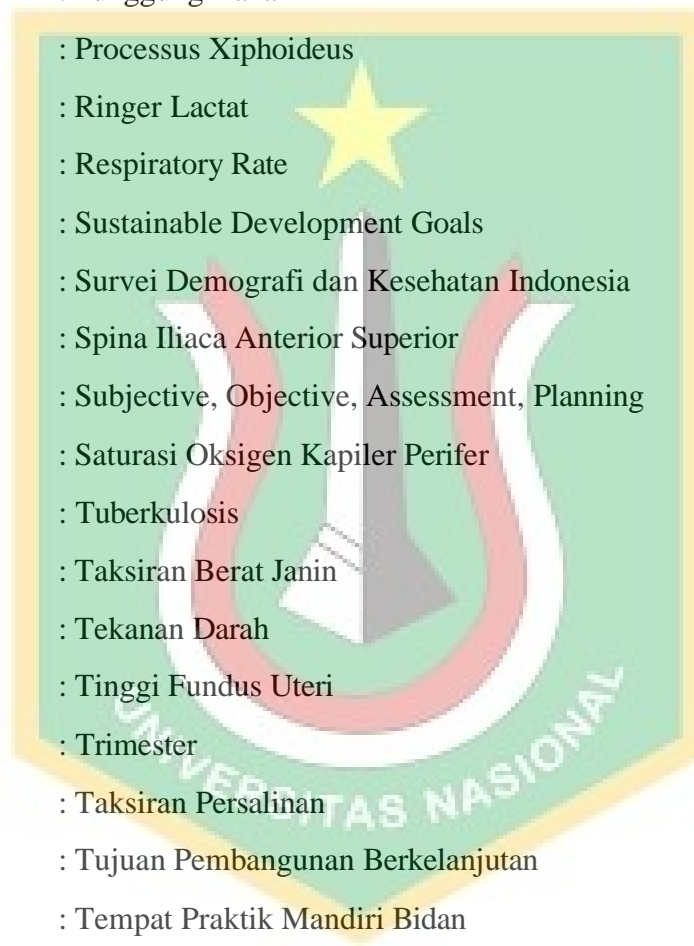 : Processus Xiphoideus
: Ringer Lactat
: Respiratory Rate
: Sustainable Development Goals
: Survei Demografi dan Kesehatan Indonesia
: Spina Iliaca Anterior Superior
: Subjective, Objective, Assessment, Planning
: Saturasi Oksigen Kapiler Perifer
: Tuberkulosis
: Taksiran Berat Janin
: Tekanan Darah
: Tinggi Fundus Uteri
: Trimester
: Taksiran Persalinan
: Tujuan Pembangunan Berkelanjutan
: Tempat Praktik Mandiri Bidan
UNIVERSITAS NASIONAL